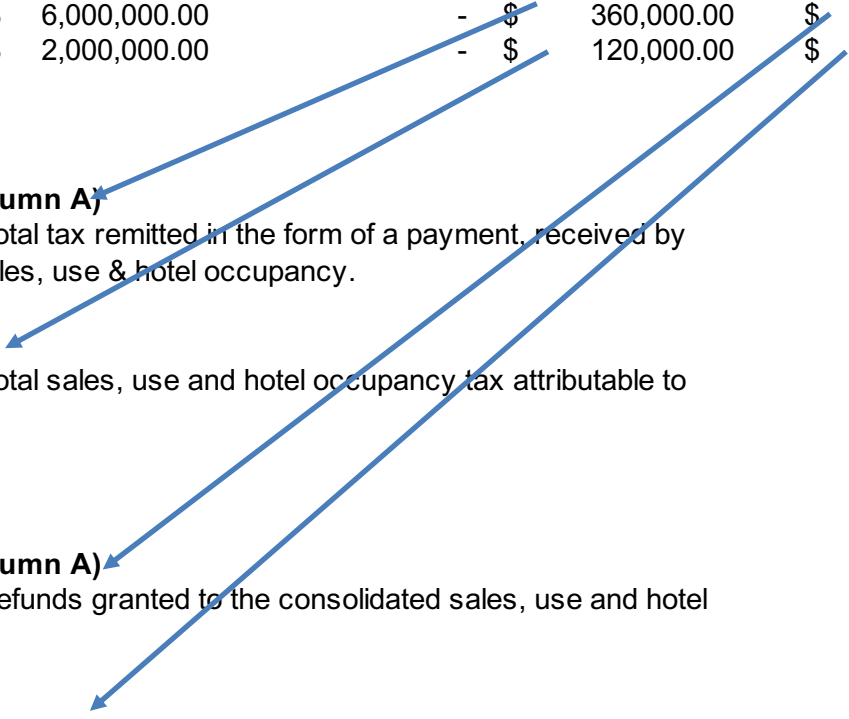 6,000,000.00 - $ 360,000.00 $
2,000,000.00 - $ 120,000.00 $
umn A)
otal tax remitted in the form of a payment, received by
les, use & hotel occupancy.
otal sales, use and hotel occupancy tax attributable to
umn A)
efunds granted to the consolidated sales, use and hotel